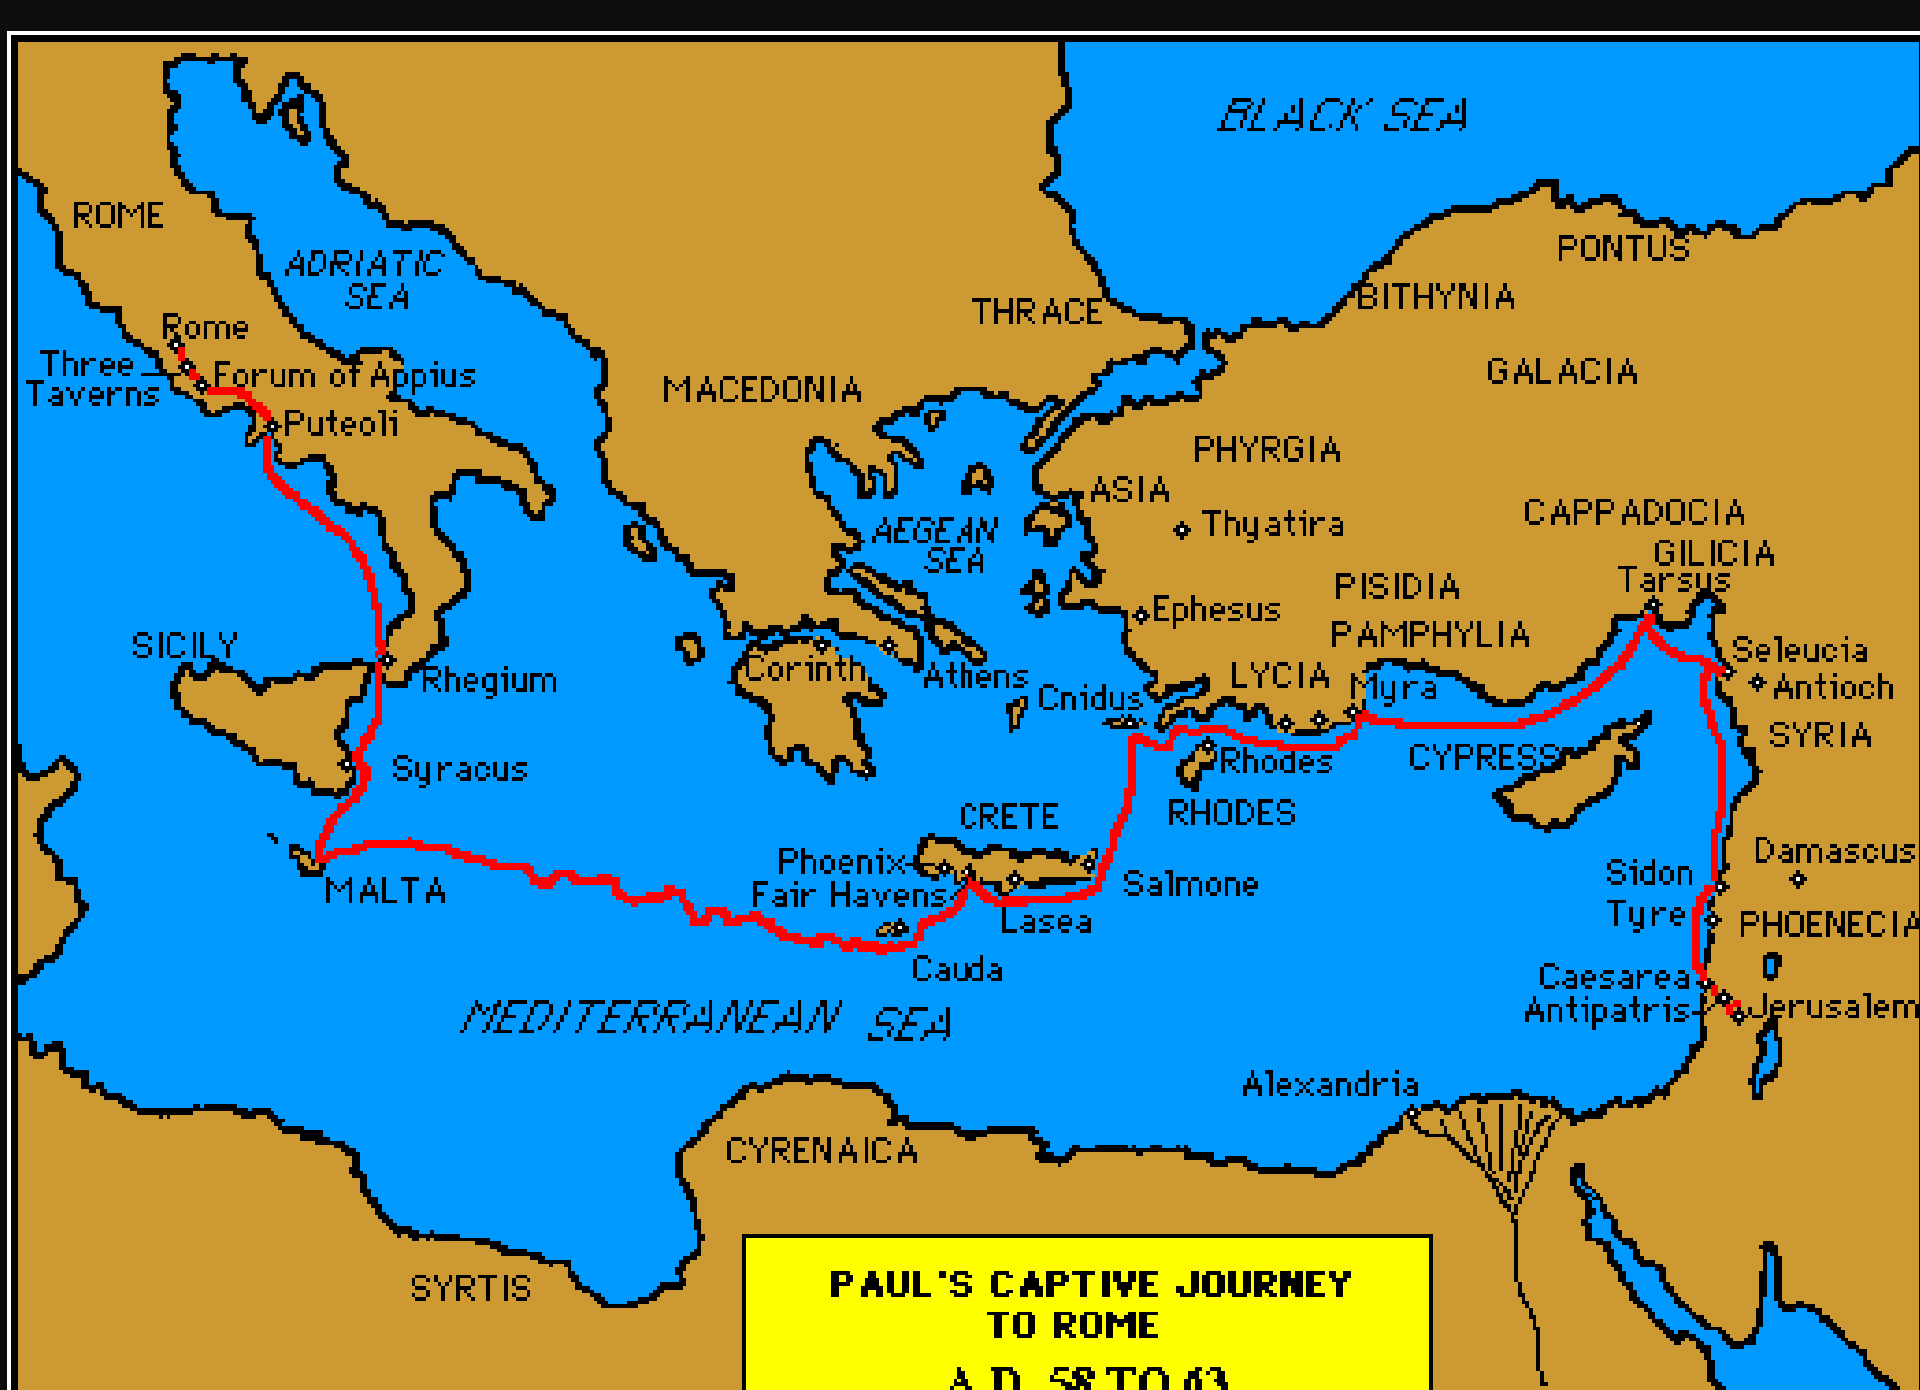 BLACK SEA
ROME
PONTUS
ADRIATIC
SEA
BITHYNIA
THRACE
Rome
Three
Taverns
Forum of Appius
GALACIA
MACEDONIA
Puteoli
PHYRGIA
ASIA
CAPPADOCIA
Thyatira
AEGEAN
SEA
GILICIA
Tarsus
PISIDIA
Ephesus
PAMPHYLIA
SICILY
Seleucia
Corinth
Athens
LYCIA
Myra
Rhegium
Antioch
Cnidus
SYRIA
Syracus
Rhodes
CYPRESS
CRETE
RHODES
Phoenix
Damascus
Fair Havens
Salmone
Sidon
MALTA
Lasea
Tyre
PHOENECIA
Cauda
Caesarea
Antipatris
Jerusalem
MEDITERRANEAN SEA
Alexandria
CYRENAICA
SYRTIS
PAUL'S CAPTIVE JOURNEY
TO ROME
A.D. 58 TO 63